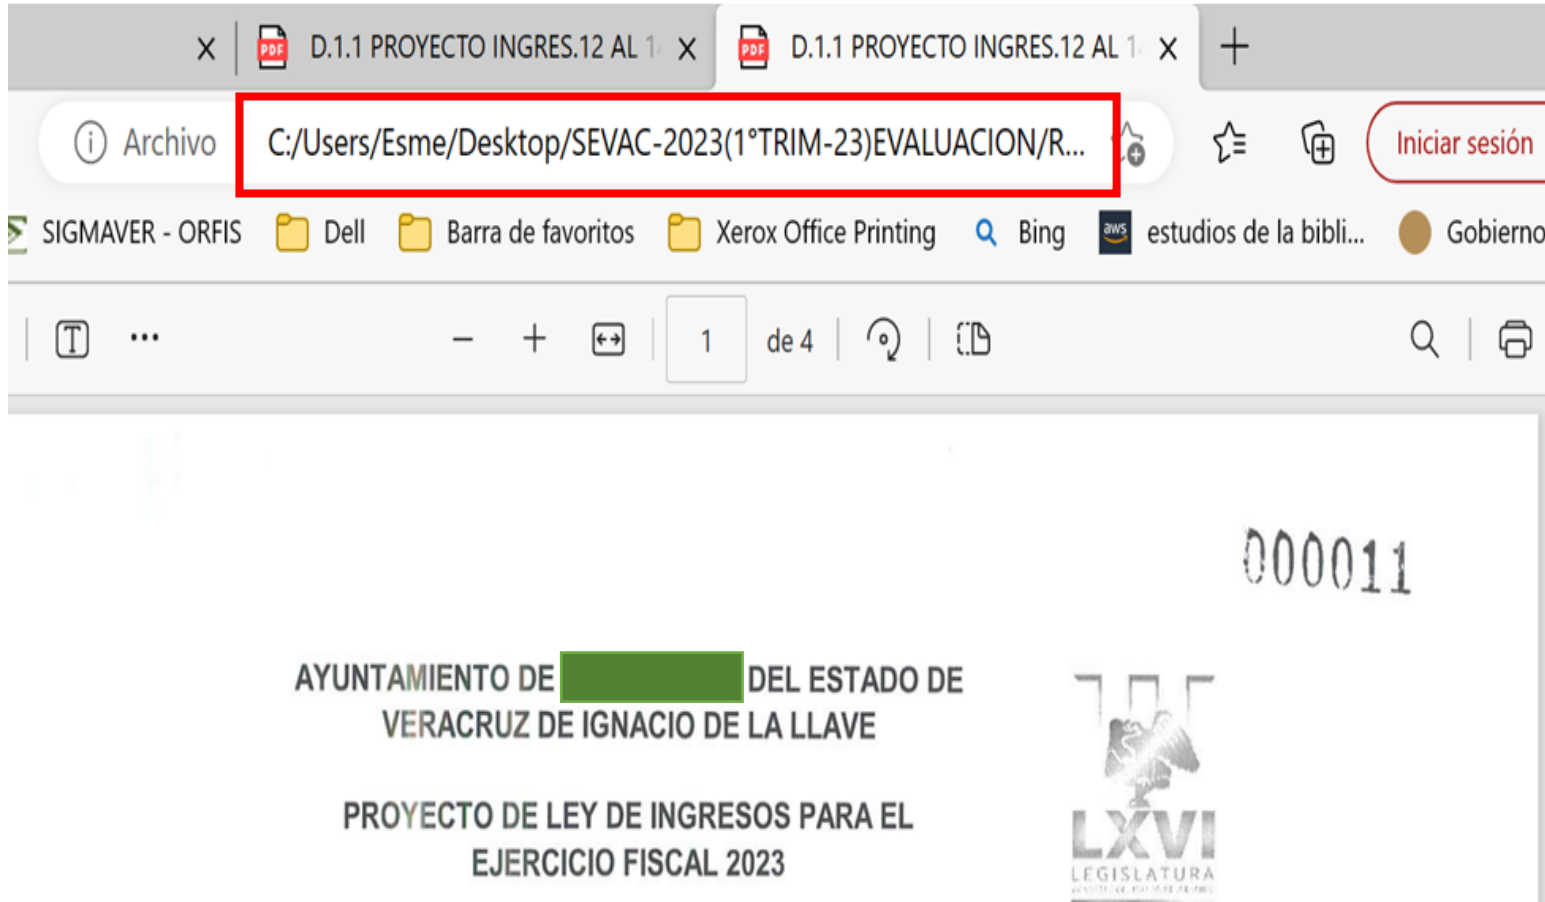 D.1.1 PROYECTO INGRES.12 AL 1
D.1.1 PROYECTO INGRES.12 AL 1
Archivo
C:/Users/Esme/Desktop/SEVAC-2023(1°TRIM-23)EVALUACION/R...
Iniciar sesión
SIGMAVER - ORFIS
Dell
Barra de favoritos
Xerox Office Printing
Bing
aws
estudios de la bibli...
Gobierno
1 de 4
000011
AYUNTAMIENTO DE DEL ESTADO DE
VERACRUZ DE IGNACIO DE LA LLAVE
PROYECTO DE LEY DE INGRESOS PARA EL
EJERCICIO FISCAL 2023
LXVI
LEGISLATURA